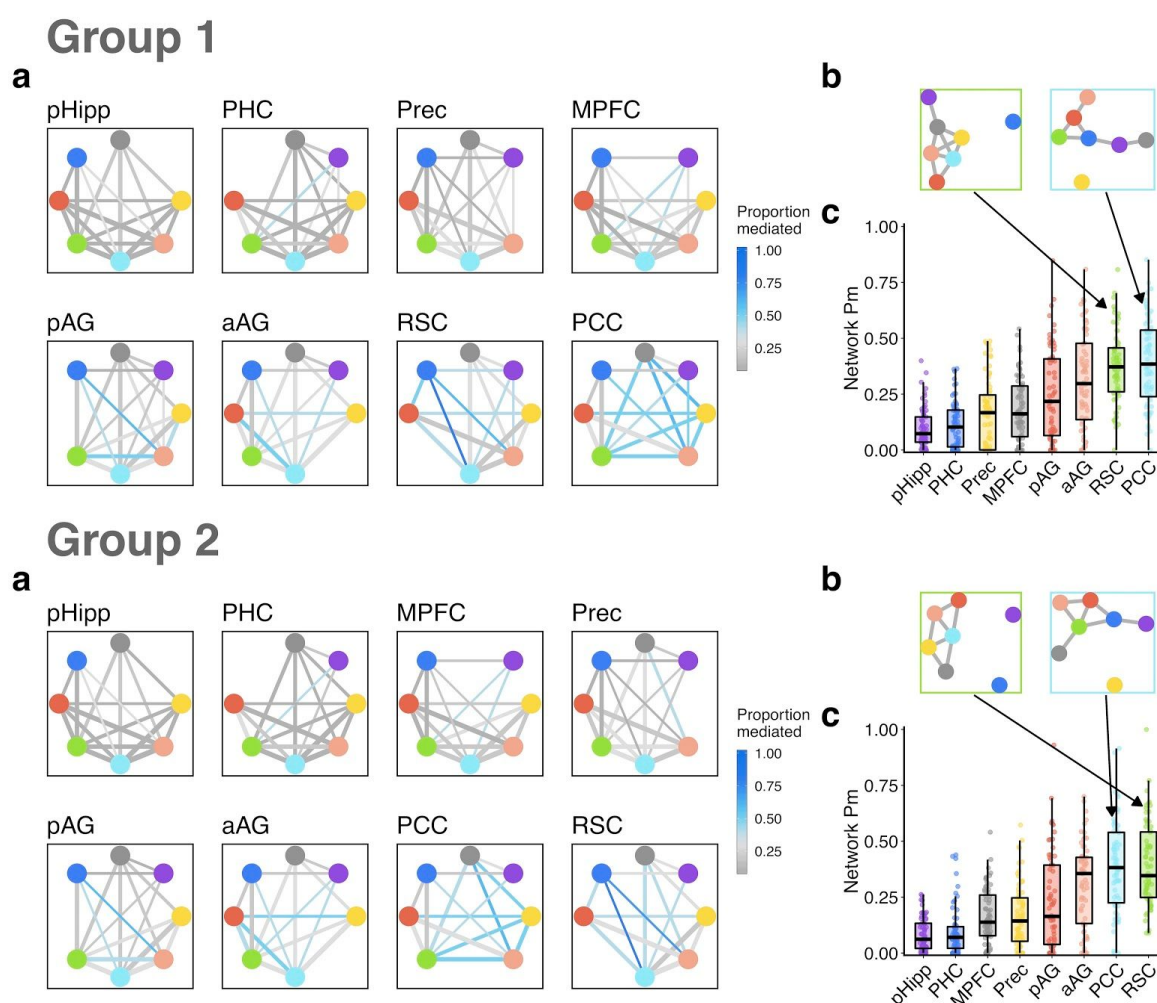 Group 1
a
b
pHipp PHC Prec MPFC
Proportion
mediated
1.00
0.75
0.50
0.25
pAG aAG RSC PCC
c
1.00
0.75
0.50
0.25
0.00
Network Pm
pHipp PHC Prec MPFC pAG aAG RSC PCC
Group 2
a
b
pHipp PHC MPFC Prec
Proportion
mediated
1.00
0.75
0.50
0.25
pAG aAG PCC RSC
c
1.00
0.75
0.50
0.25
0.00
Network Pm
pHipp PHC MPFC Prec pAG aAG PCC RSC